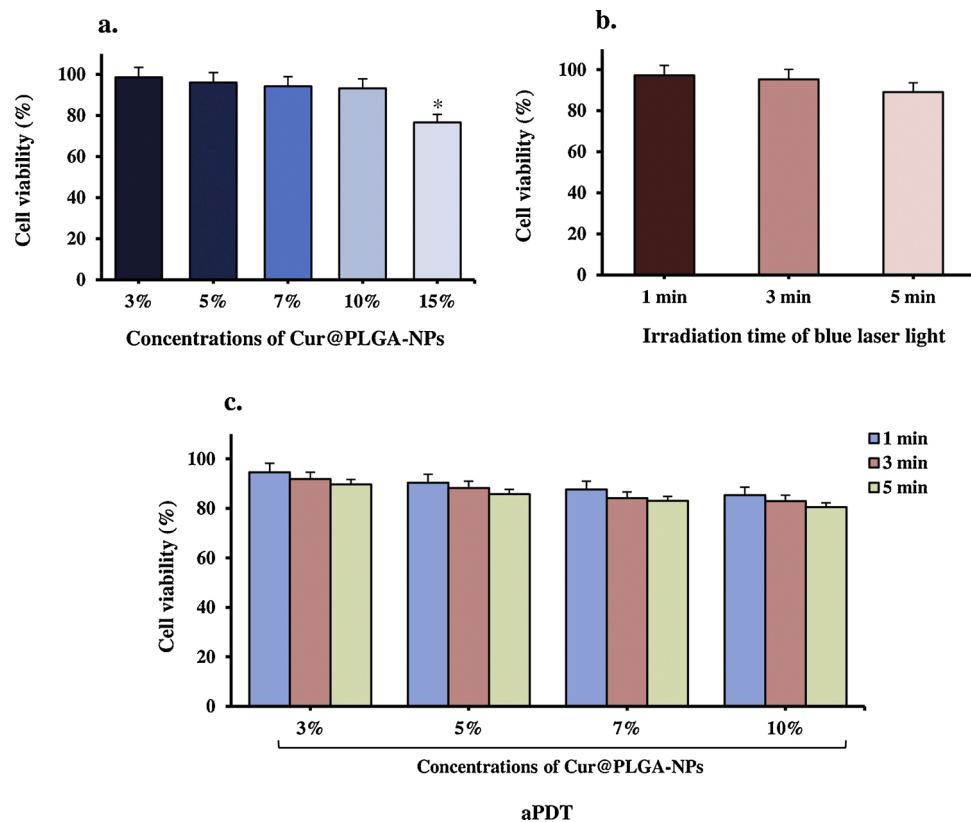 a.
Cell viability (%)
100
80
60
40
20
0
*
3% 5% 7% 10% 15%
Concentrations of Cur@PLGA-NPs
b.
Cell viability (%)
100
80
60
40
20
0
1 min 3 min 5 min
Irradiation time of blue laser light
c.
Cell viability (%)
100
80
60
40
20
0
1 min
3 min
5 min
3% 5% 7% 10%
Concentrations of Cur@PLGA-NPs
aPDT